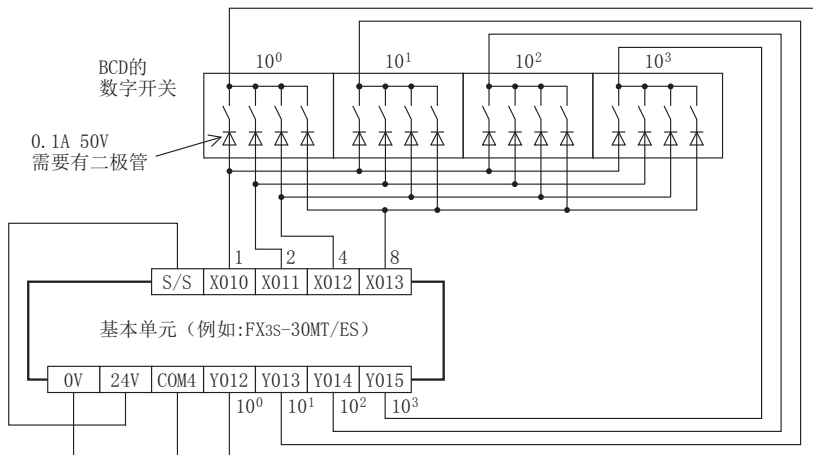 10⁰ 10¹ 10² 10³
BCD的
数字开关
0.1A 50V
需要有二极管
1 2 4 8
S/S X010 X011 X012 X013
基本单元（例如:FX3S-30MT/ES）
0V 24V COM4 Y012 Y013 Y014 Y015
10⁰ 10¹ 10² 10³